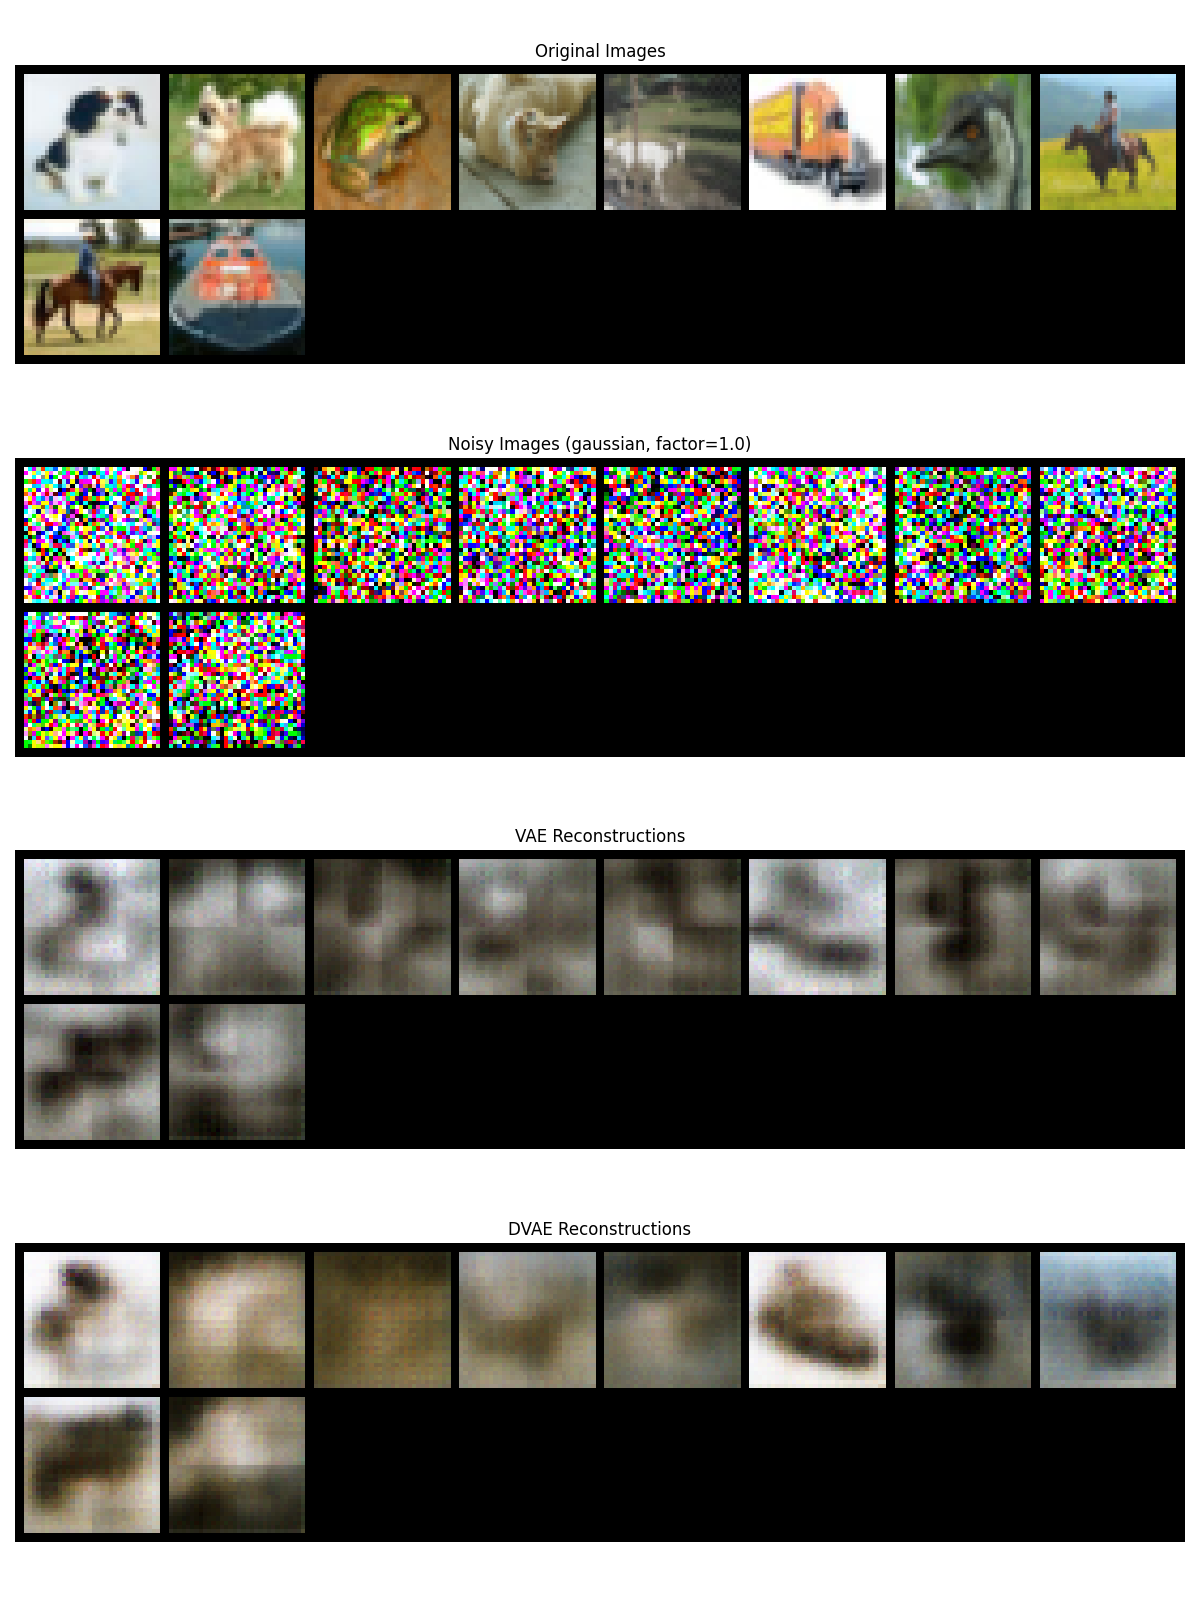 Original Images
Noisy Images (gaussian, factor=1.0)
VAE Reconstructions
DVAE Reconstructions